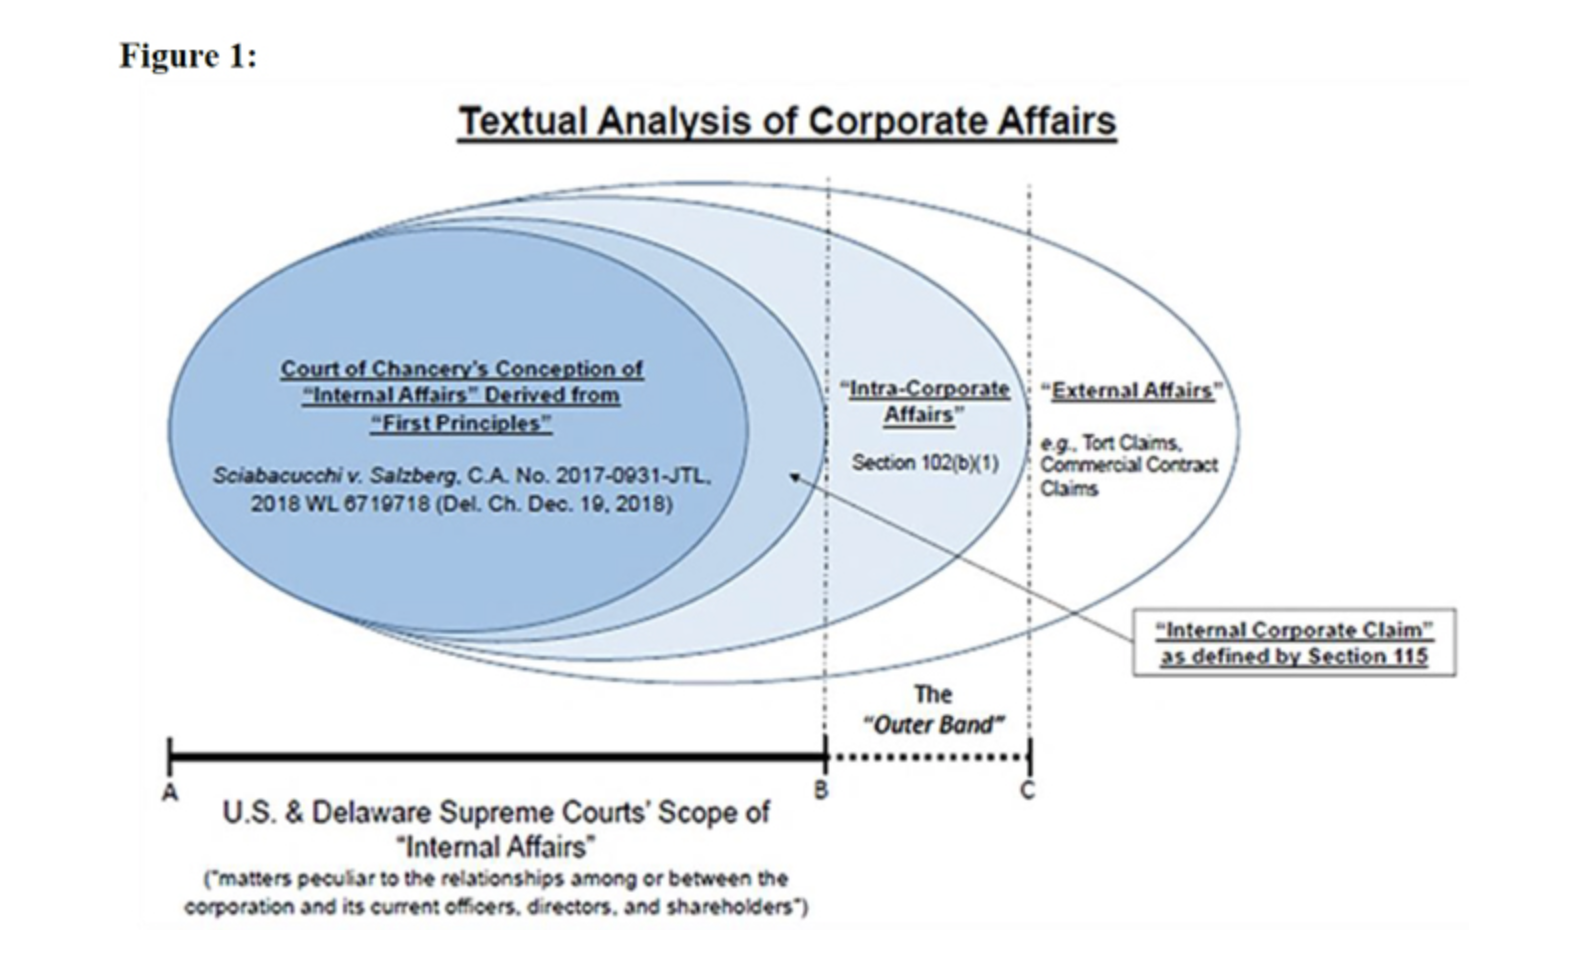 Figure 1:
Textual Analysis of Corporate Affairs
Court of Chancery's Conception of
"Internal Affairs" Derived from
"First Principles"
Sciabacucchi v. Salzberg, C.A. No. 2017-0931-JTL,
2018 WL 6719718 (Del. Ch. Dec. 19, 2018)
"Intra-Corporate
Affairs"
Section 102(b)(1)
"External Affairs"
e.g., Tort Claims,
Commercial Contract
Claims
"Internal Corporate Claim"
as defined by Section 115
The
"Outer Band"
A
B
C
U.S. & Delaware Supreme Courts' Scope of
"Internal Affairs"
("matters peculiar to the relationships among or between the
corporation and its current officers, directors, and shareholders")